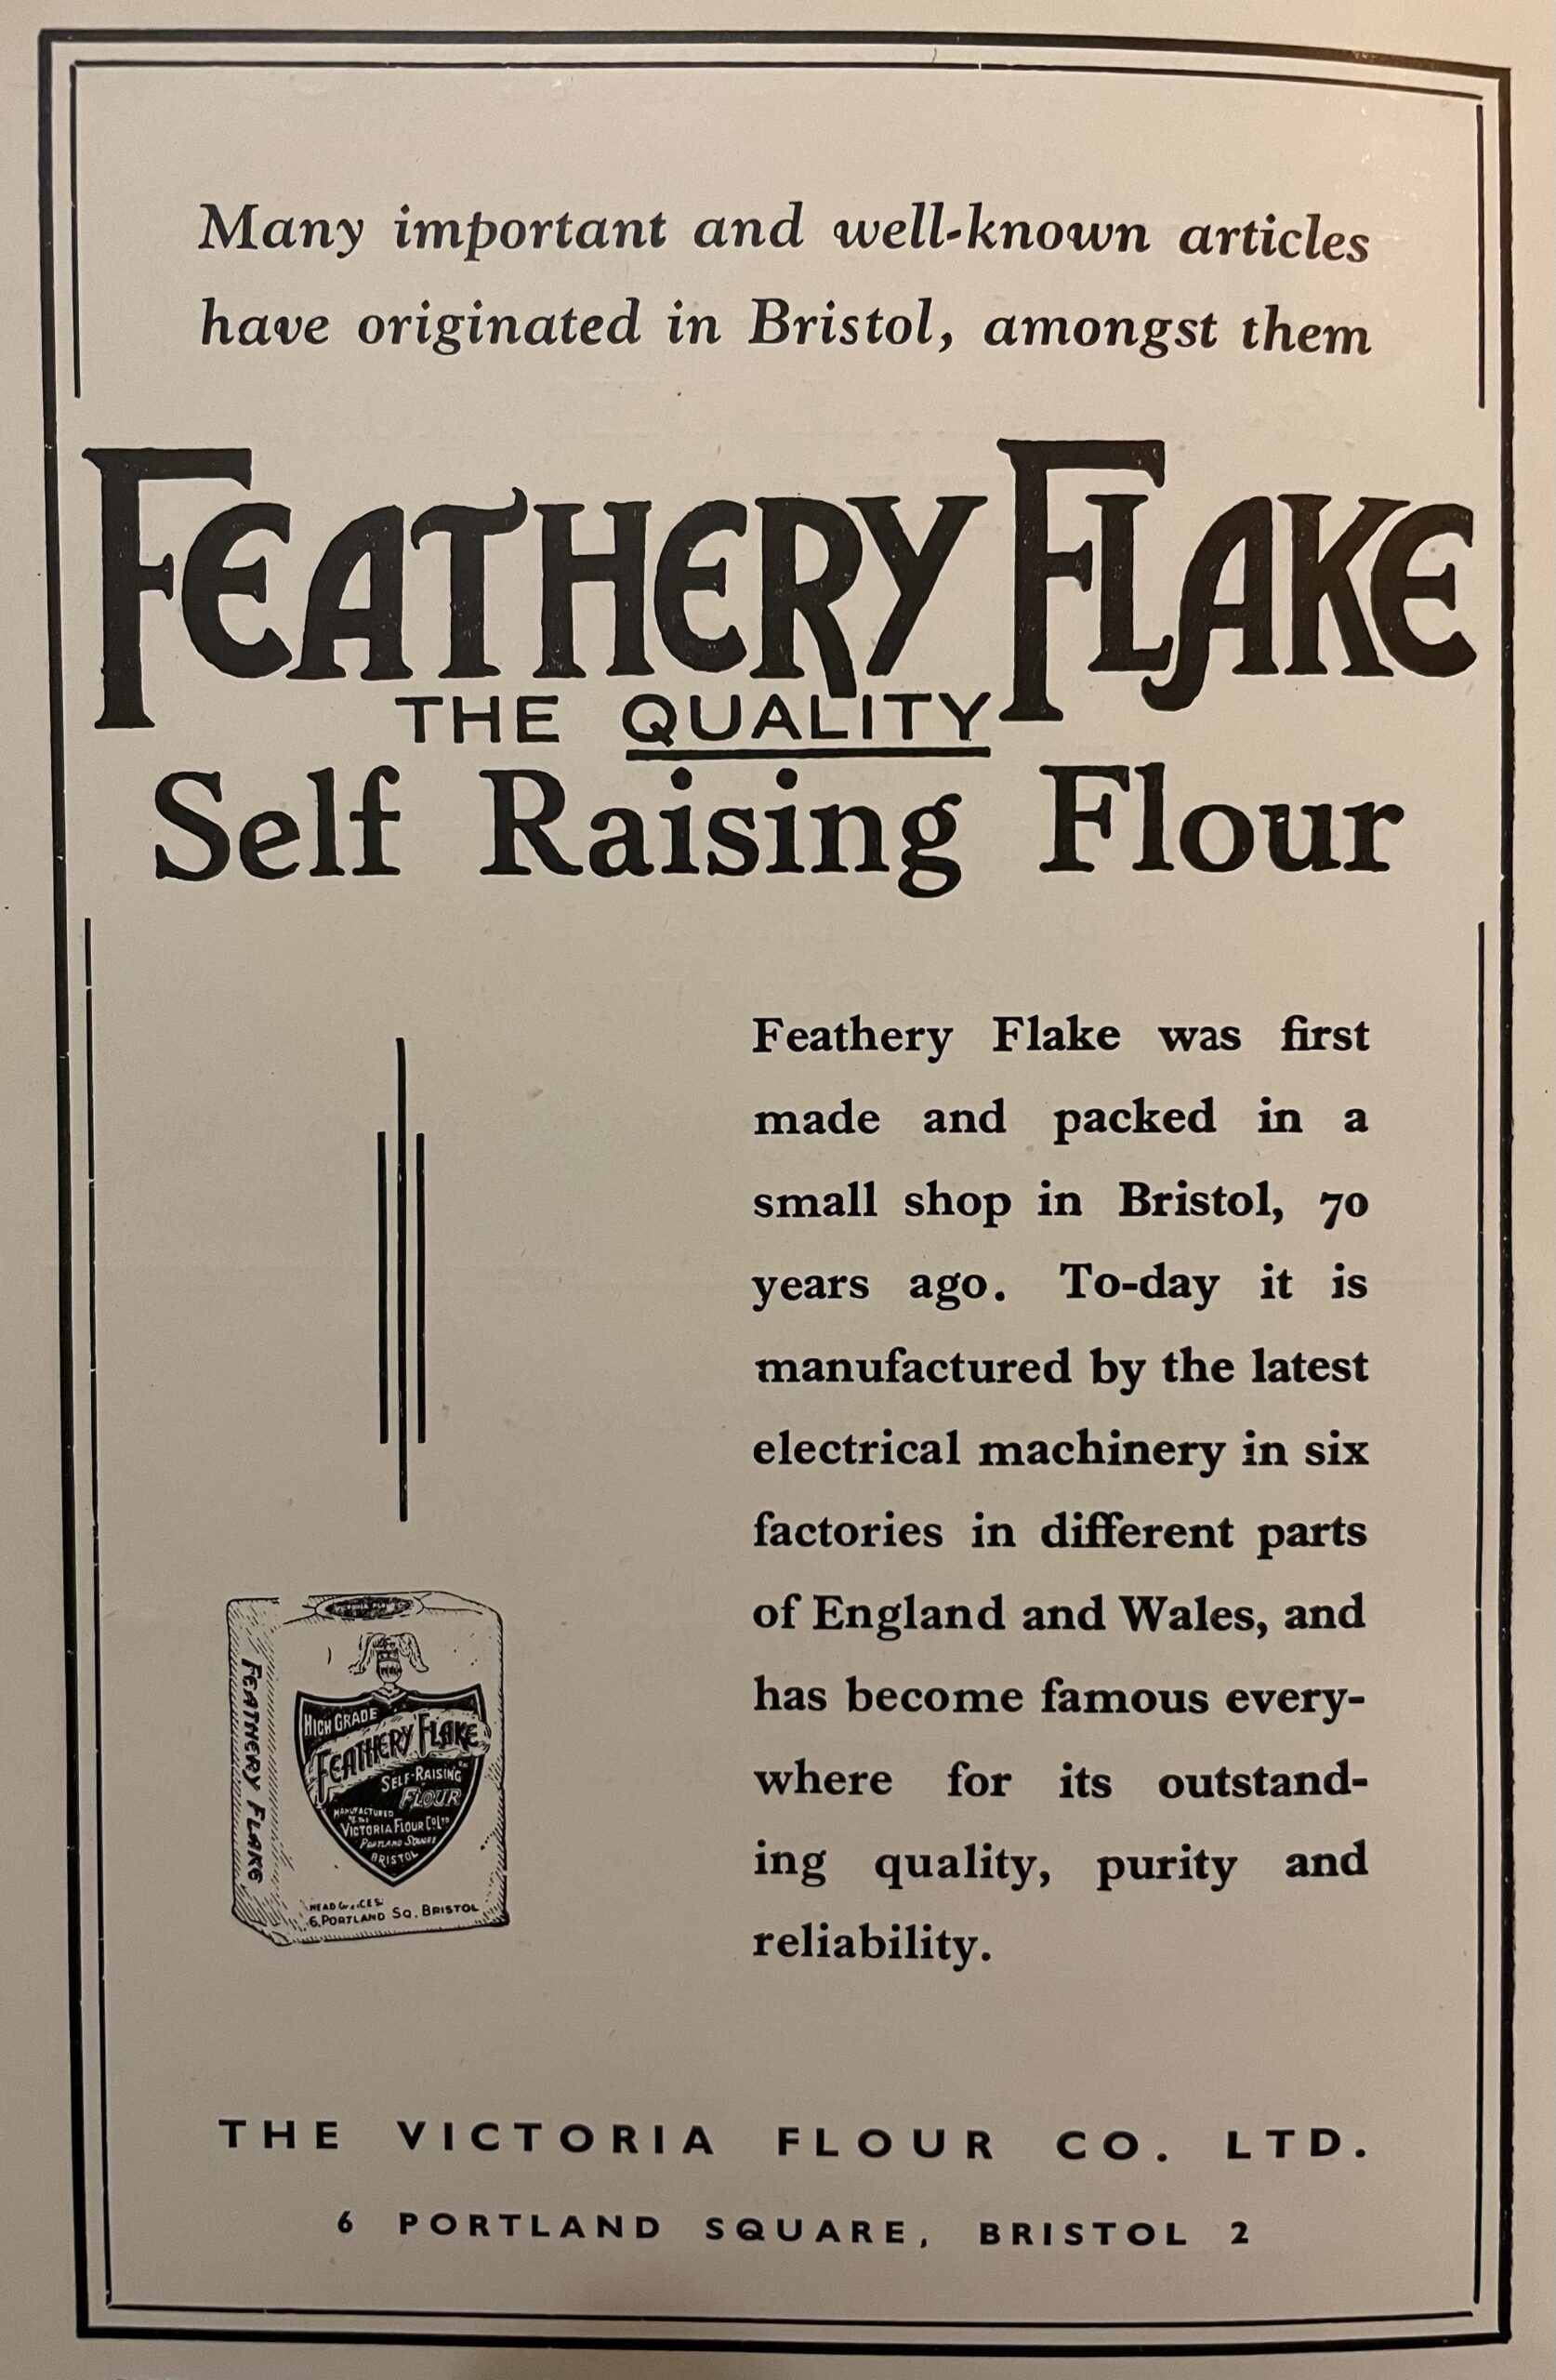 Many important and well-known articles
have originated in Bristol, amongst them
FEATHERY FLAKE
THE QUALITY
Self Raising Flour
Feathery Flake was first
made and packed in a
small shop in Bristol, 70
years ago. To-day it is
manufactured by the latest
electrical machinery in six
factories in different parts
of England and Wales, and
has become famous every-
where for its outstand-
ing quality, purity and
reliability.
FEATHERY FLAKE
HIGH GRADE
FEATHERY FLAKE
SELF-RAISING
FLOUR
MANUFACTURED
VICTORIA FLOUR CO LTD
PORTLAND SQUARE
BRISTOL
HEAD OFFICES
6, PORTLAND SQ. BRISTOL
THE VICTORIA FLOUR CO. LTD.
6 PORTLAND SQUARE, BRISTOL 2